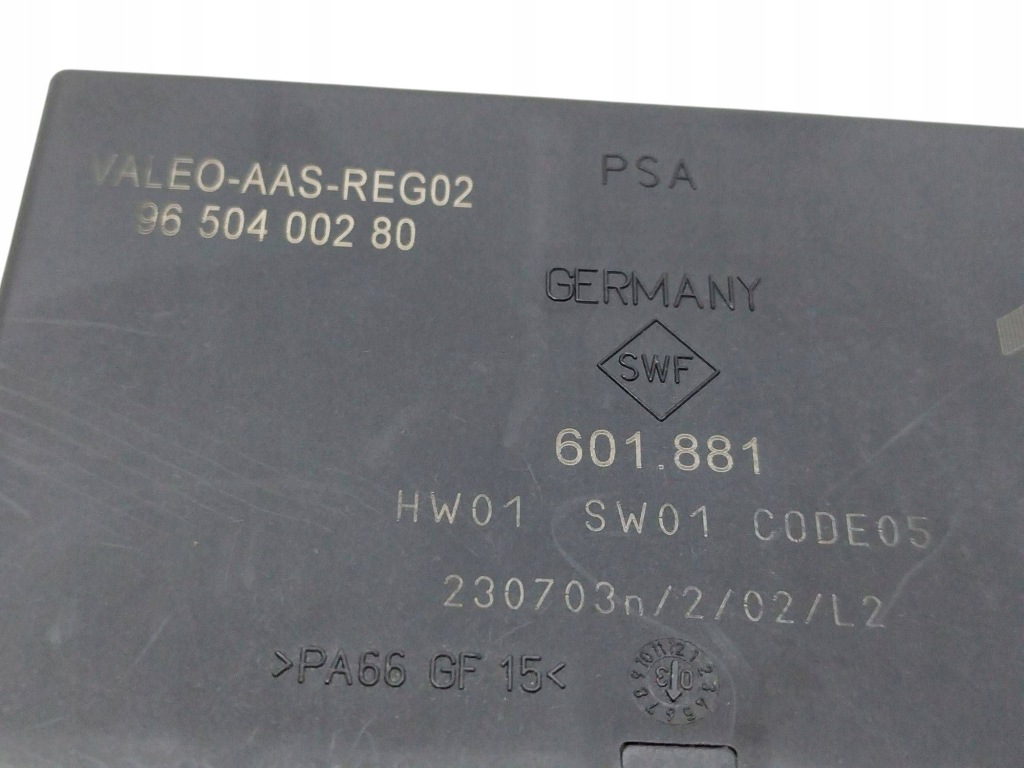 VALEO-AAS-REG02
96 504 002 80
PSA
GERMANY
SWF
601.881
HW01 SW01 CODE05
230703n/2/02/L2
>PA66 GF 15<